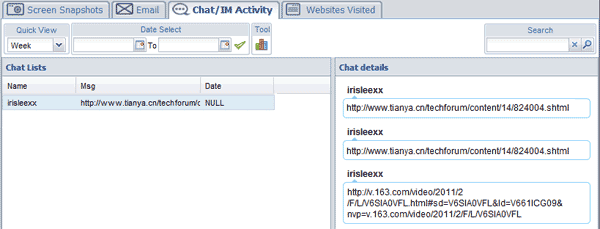 Screen Snapshots Email Chat/IM Activity Websites Visited
Quick View Date Select Tool Search
Week To
Chat Lists Chat details
Name Msg Date
irisleexx http://www.tianya.cn/techforum/c NULL
irisleexx
http://www.tianya.cn/techforum/content/14/824004.shtml
irisleexx
http://www.tianya.cn/techforum/content/14/824004.shtml
irisleexx
http://v.163.com/video/2011/2
/F/L/V6SIA0VFL.html#sd=V6SIA0VFL&ld=V661ICG09&
nvp=v.163.com/video/2011/2/F/L/V6SIA0VFL